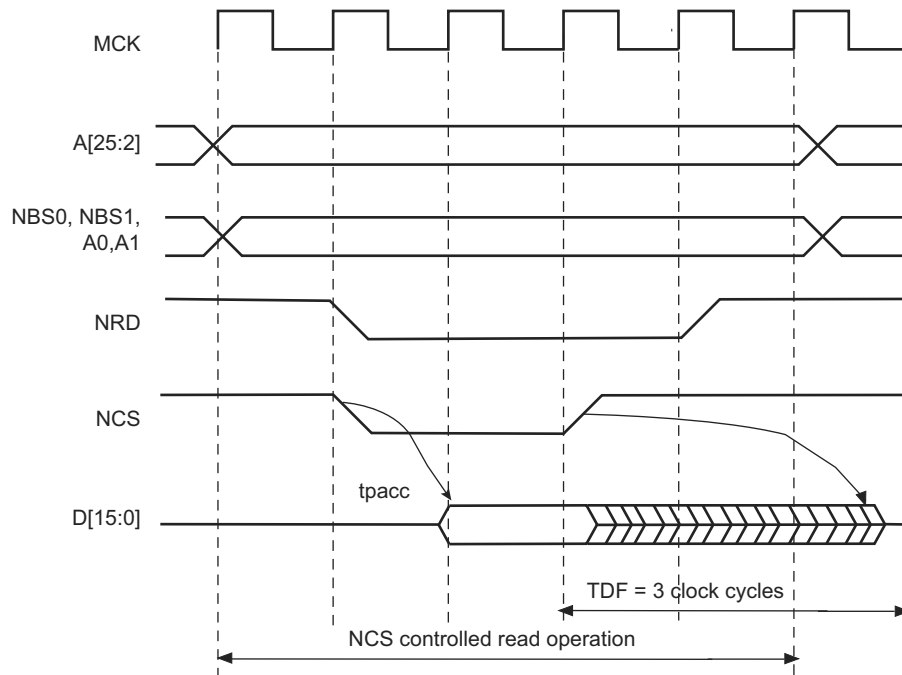 MCK
A[25:2]
NBS0, NBS1,
A0,A1
NRD
NCS
tpacc
D[15:0]
TDF = 3 clock cycles
NCS controlled read operation